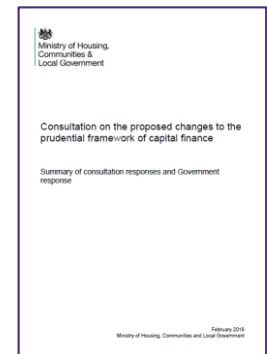 Ministry of Housing,
Communities &
Local Government
Consultation on the proposed changes to the
prudential framework of capital finance
Summary of consultation responses and Government
response
February 2018
Ministry of Housing, Communities and Local Government